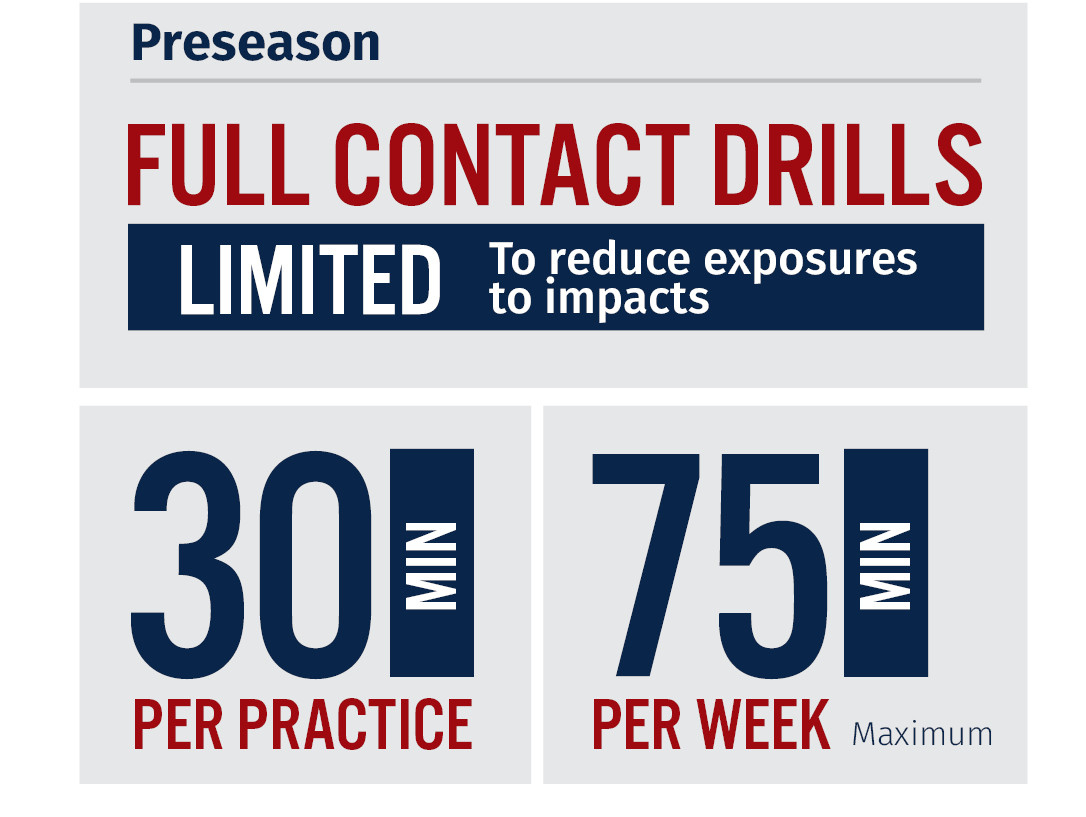 Preseason
FULL CONTACT DRILLS
LIMITED
To reduce exposures
to impacts
30 MIN
PER PRACTICE
75 MIN
PER WEEK Maximum